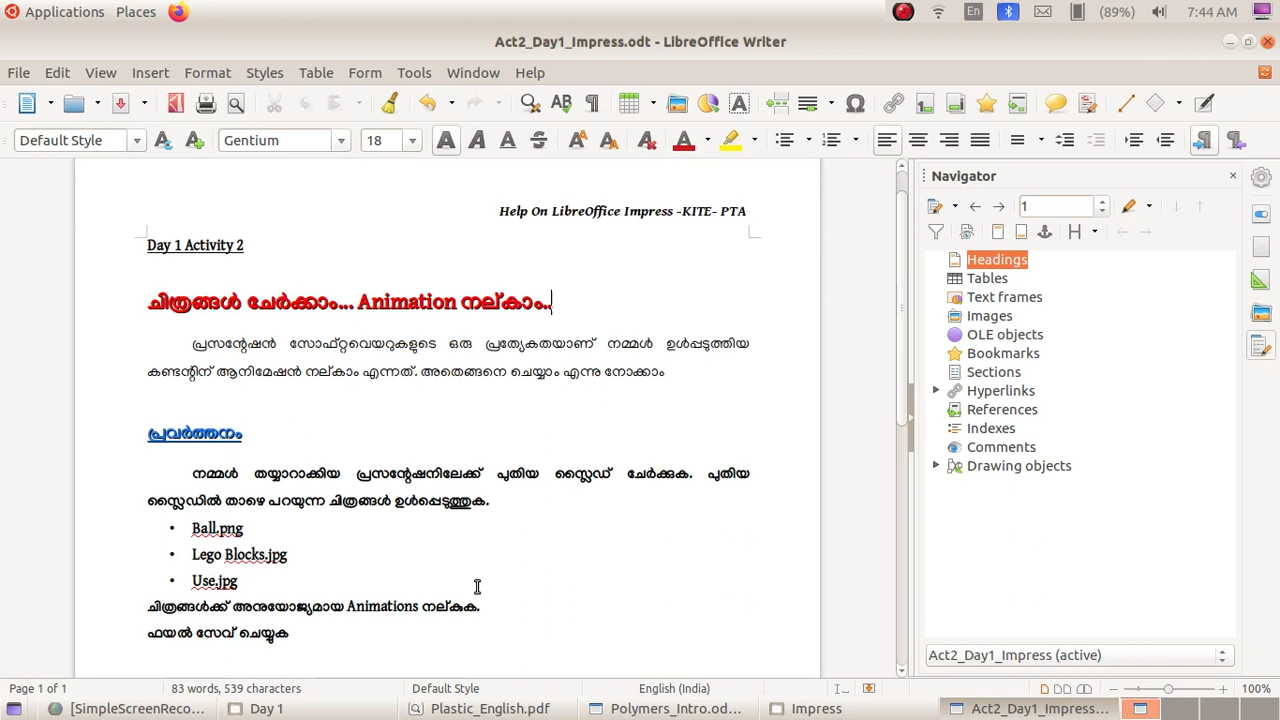 Applications Places En (89%) 7:44 AM
Act2_Day1_Impress.odt - LibreOffice Writer
File Edit View Insert Format Styles Table Form Tools Window Help
Default Style Gentium 18
Help On LibreOffice Impress -KITE- PTA
Day 1 Activity 2
ചിത്രങ്ങൾ ചേർക്കാം... Animation നല്കാം..
പ്രസന്റേഷൻ സോഫ്റ്റ്‌വെയറുകളുടെ ഒരു പ്രത്യേകതയാണ് നമ്മൾ ഉൾപ്പടുത്തിയ
കണ്ടന്റിന് ആനിമേഷൻ നല്കാം എന്നത്. അതെങ്ങനെ ചെയ്യാം എന്നു നോക്കാം
പ്രവർത്തനം
നമ്മൾ തയ്യാറാക്കിയ പ്രസന്റേഷനിലേക്ക് പുതിയ സ്ലൈഡ് ചേർക്കുക. പുതിയ
സ്ലൈഡിൽ താഴെ പറയുന്ന ചിത്രങ്ങൾ ഉൾപ്പെടുത്തുക.
• Ball.png
• Lego Blocks.jpg
• Use.jpg
ചിത്രങ്ങൾക്ക് അനുയോജ്യമായ Animations നല്കുക.
ഫയൽ സേവ് ചെയ്യുക
Navigator
1
Headings
Tables
Text frames
Images
OLE objects
Bookmarks
Sections
Hyperlinks
References
Indexes
Comments
Drawing objects
Act2_Day1_Impress (active)
Page 1 of 1 83 words, 539 characters Default Style English (India) 100%
[SimpleScreenReco... Day 1 Plastic_English.pdf Polymers_Intro.od... Impress Act2_Day1_Impress...